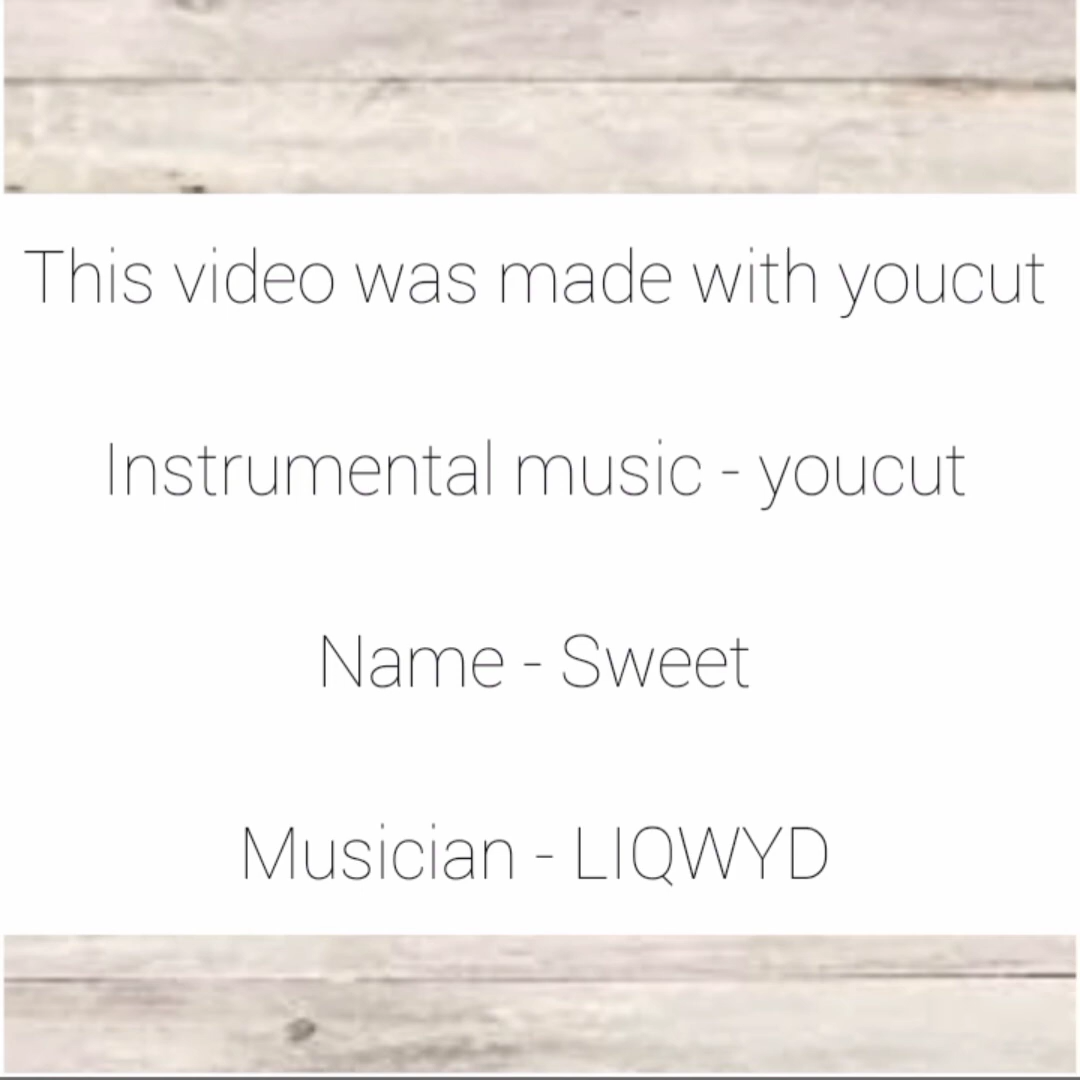 This video was made with youcut
Instrumental music - youcut
Name - Sweet
Musician - LIQWYD